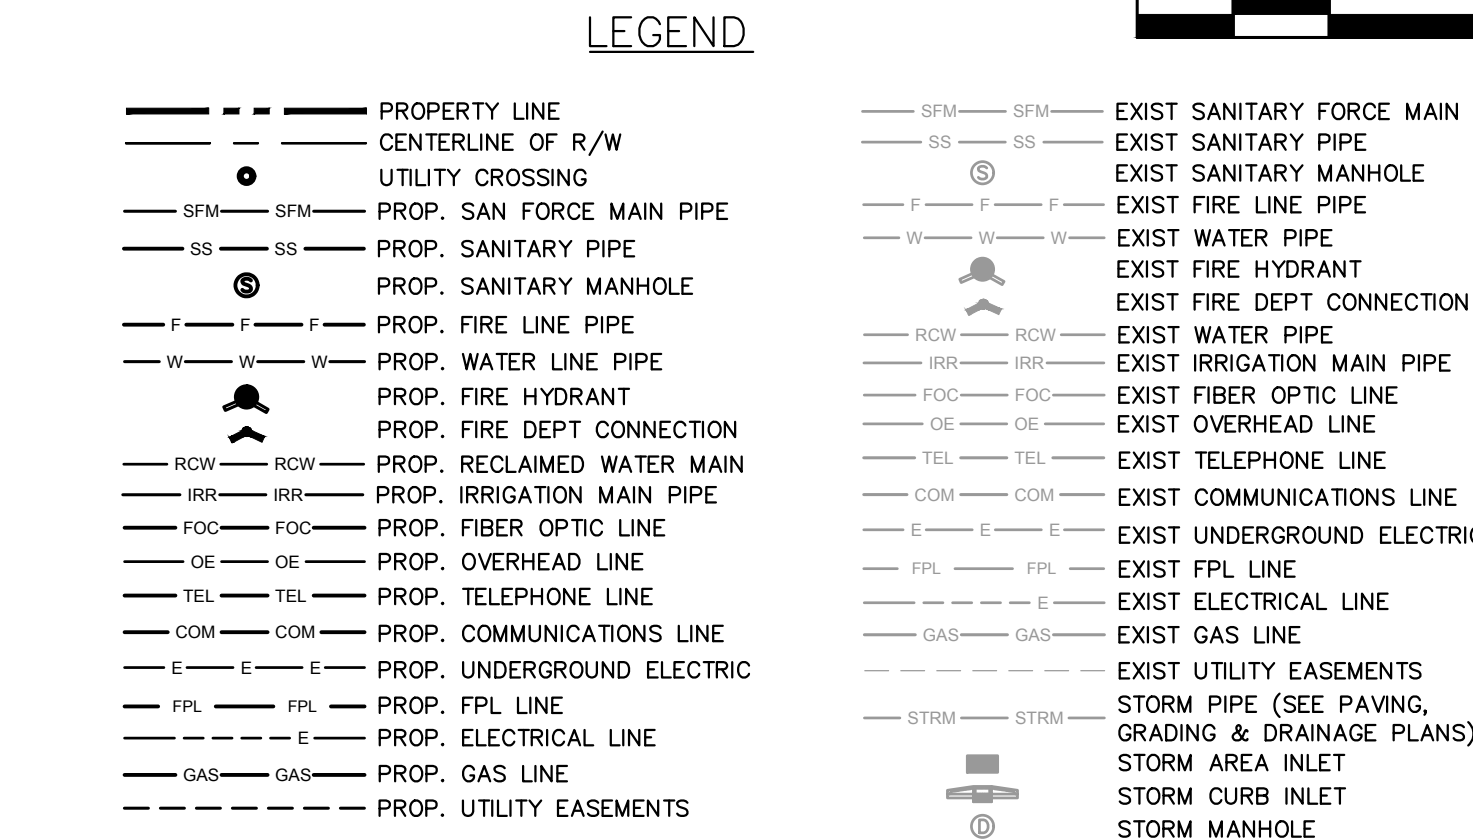 LEGEND
PROPERTY LINE
CENTERLINE OF R/W
UTILITY CROSSING
SFM SFM PROP. SAN FORCE MAIN PIPE
SS SS PROP. SANITARY PIPE
S PROP. SANITARY MANHOLE
F F F PROP. FIRE LINE PIPE
W W W PROP. WATER LINE PIPE
PROP. FIRE HYDRANT
PROP. FIRE DEPT CONNECTION
RCW RCW PROP. RECLAIMED WATER MAIN
IRR IRR PROP. IRRIGATION MAIN PIPE
FOC FOC PROP. FIBER OPTIC LINE
OE OE PROP. OVERHEAD LINE
TEL TEL PROP. TELEPHONE LINE
COM COM PROP. COMMUNICATIONS LINE
E E E PROP. UNDERGROUND ELECTRIC
FPL FPL PROP. FPL LINE
E PROP. ELECTRICAL LINE
GAS GAS PROP. GAS LINE
PROP. UTILITY EASEMENTS
SFM SFM EXIST SANITARY FORCE MAIN
SS SS EXIST SANITARY PIPE
S EXIST SANITARY MANHOLE
F F F EXIST FIRE LINE PIPE
W W W EXIST WATER PIPE
EXIST FIRE HYDRANT
EXIST FIRE DEPT CONNECTION
RCW RCW EXIST WATER PIPE
IRR IRR EXIST IRRIGATION MAIN PIPE
FOC FOC EXIST FIBER OPTIC LINE
OE OE EXIST OVERHEAD LINE
TEL TEL EXIST TELEPHONE LINE
COM COM EXIST COMMUNICATIONS LINE
E E E EXIST UNDERGROUND ELECTRIC
FPL FPL EXIST FPL LINE
E EXIST ELECTRICAL LINE
GAS GAS EXIST GAS LINE
EXIST UTILITY EASEMENTS
STRM STRM STORM PIPE (SEE PAVING,
GRADING & DRAINAGE PLANS)
STORM AREA INLET
STORM CURB INLET
D STORM MANHOLE